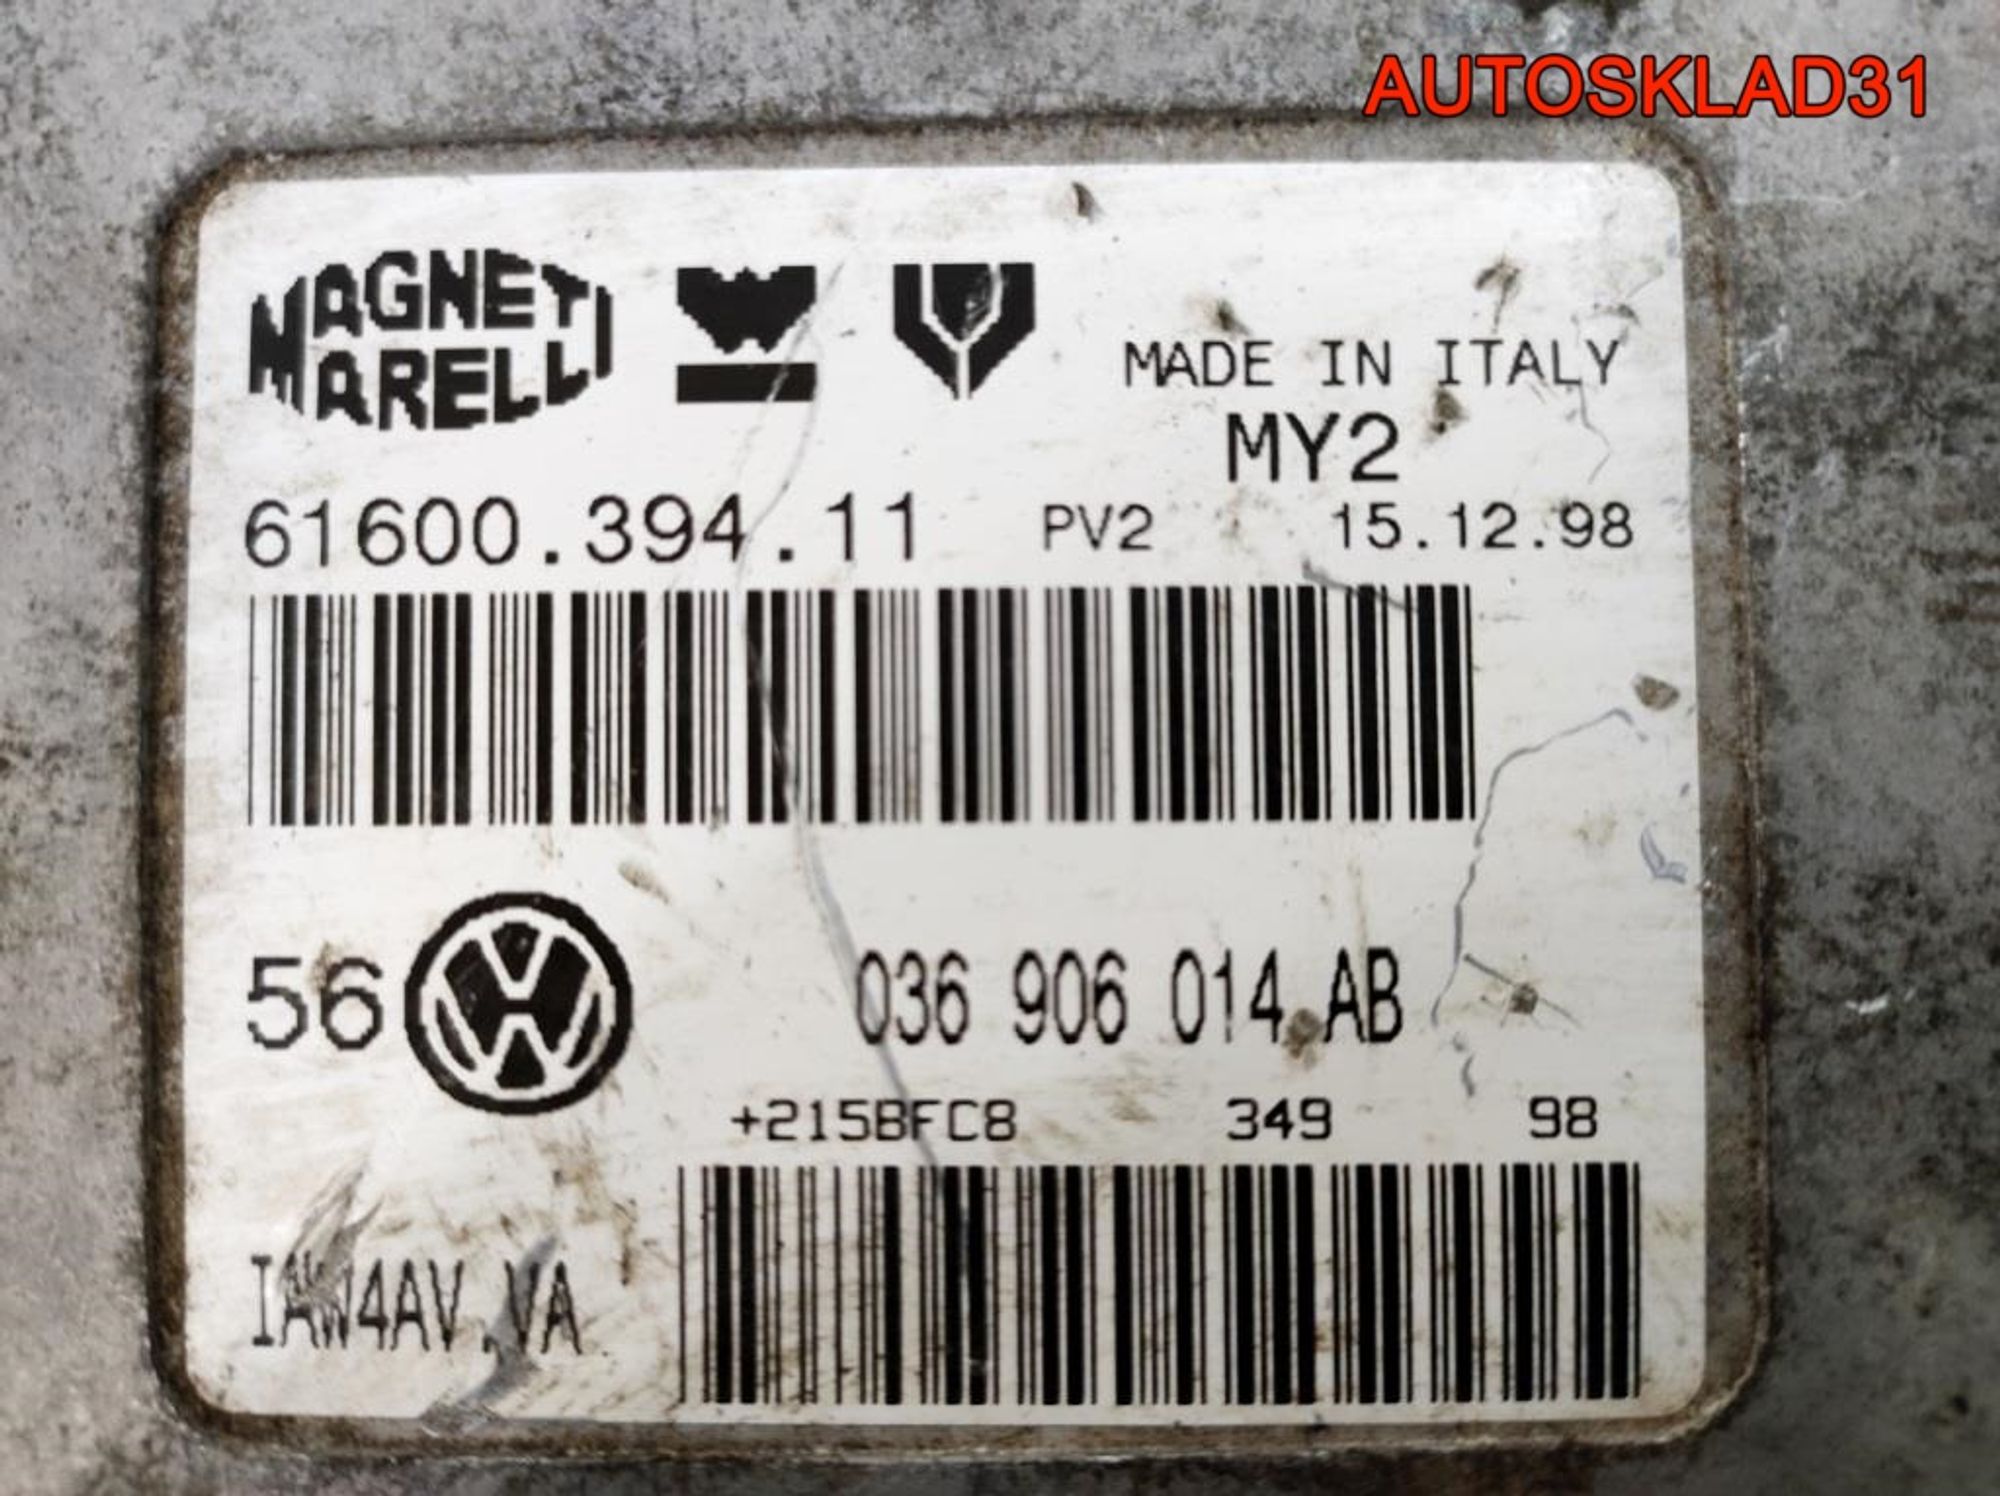 AUTOSKLAD31
MAGNETI
MARELLI
MADE IN ITALY
MY2
61600.394.11 PV2 15.12.98
56 036 906 014 AB
+215BFC8 349 98
IAW4AV.VA